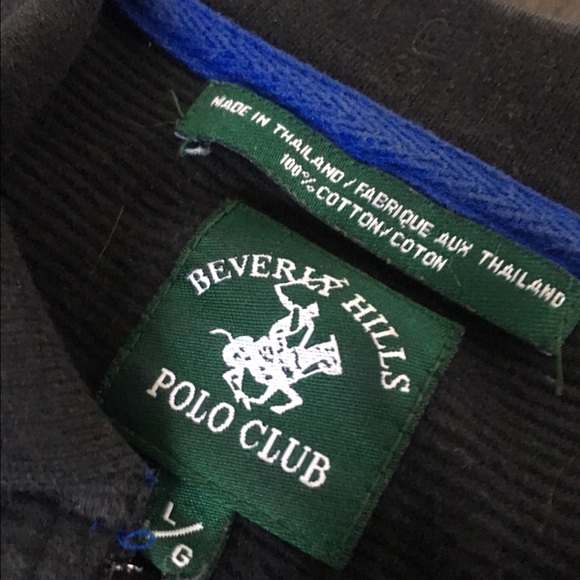 MADE IN THAILAND/FABRIQUE AUX THAILAND
100% COTTON/COTON
BEVERLY HILLS
POLO CLUB
L/G